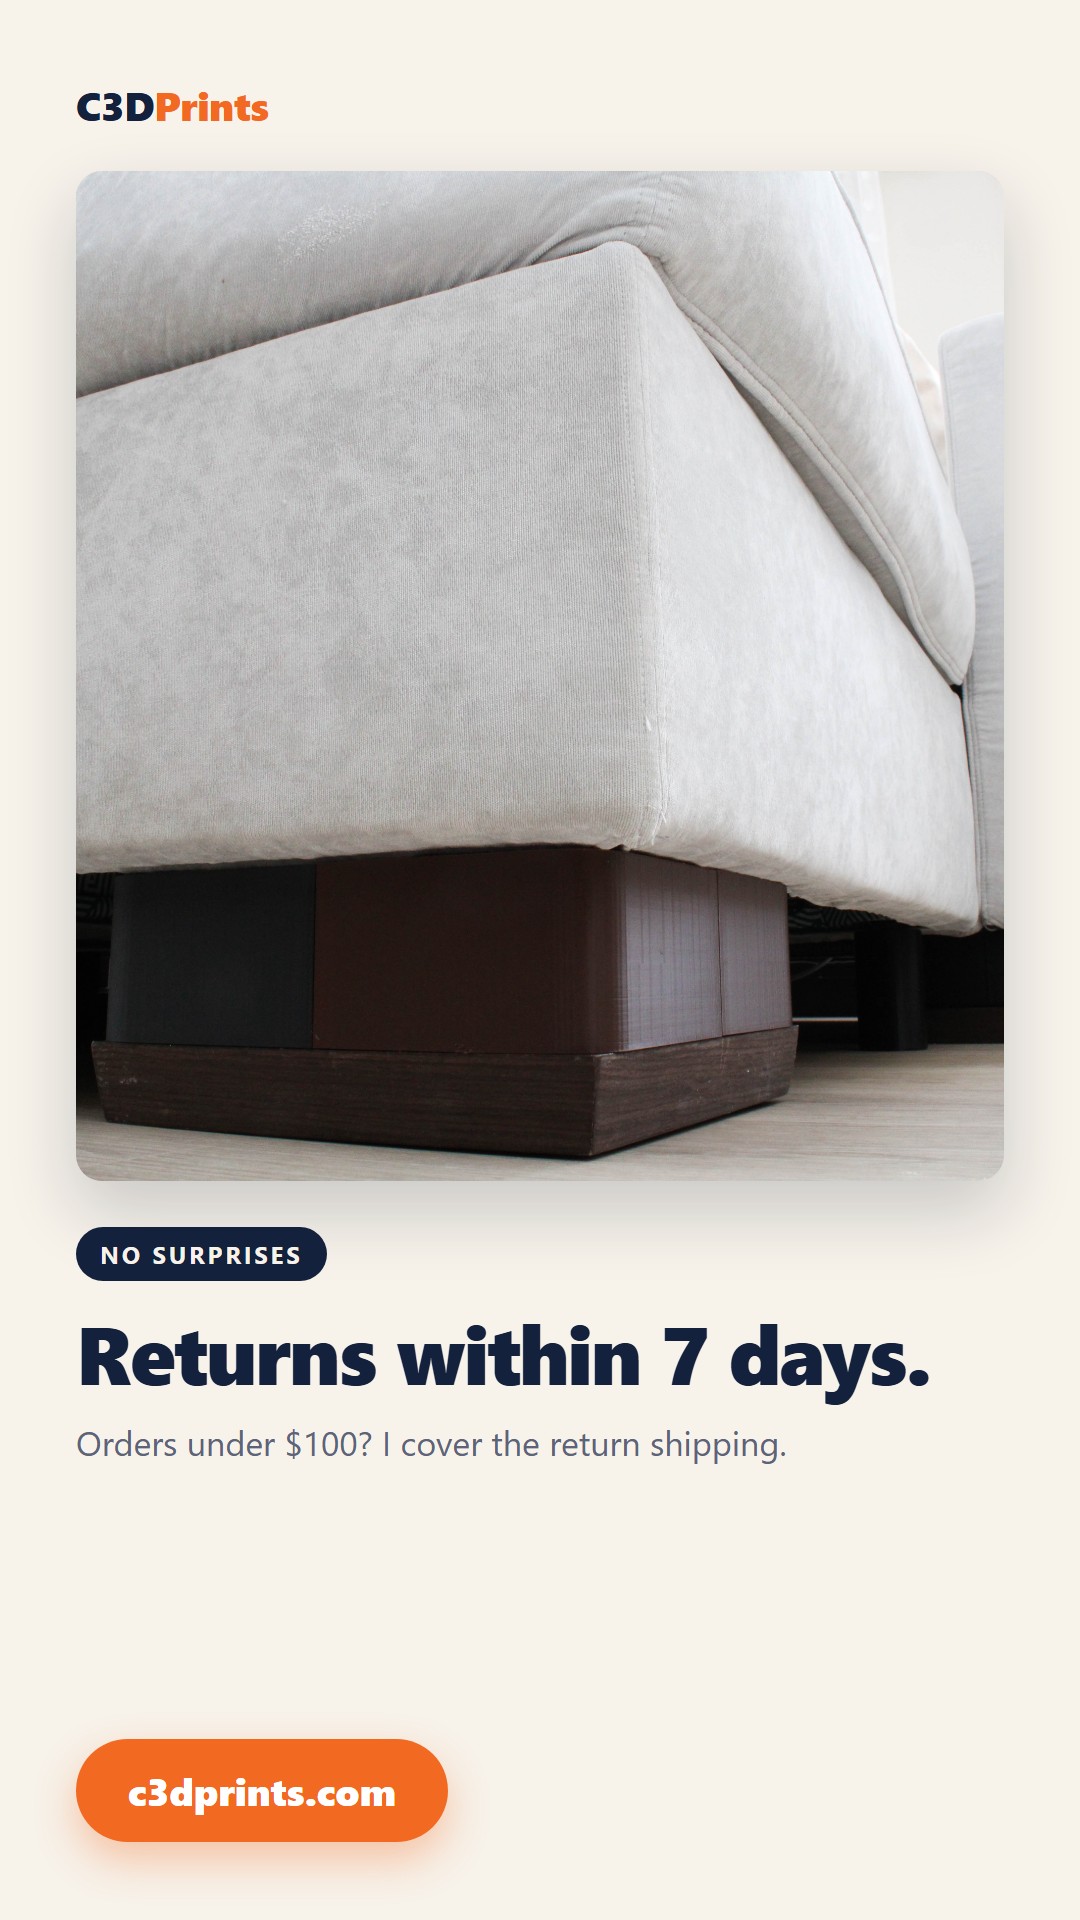 C3DPrints
NO SURPRISES
Returns within 7 days.
Orders under $100? I cover the return shipping.
c3dprints.com